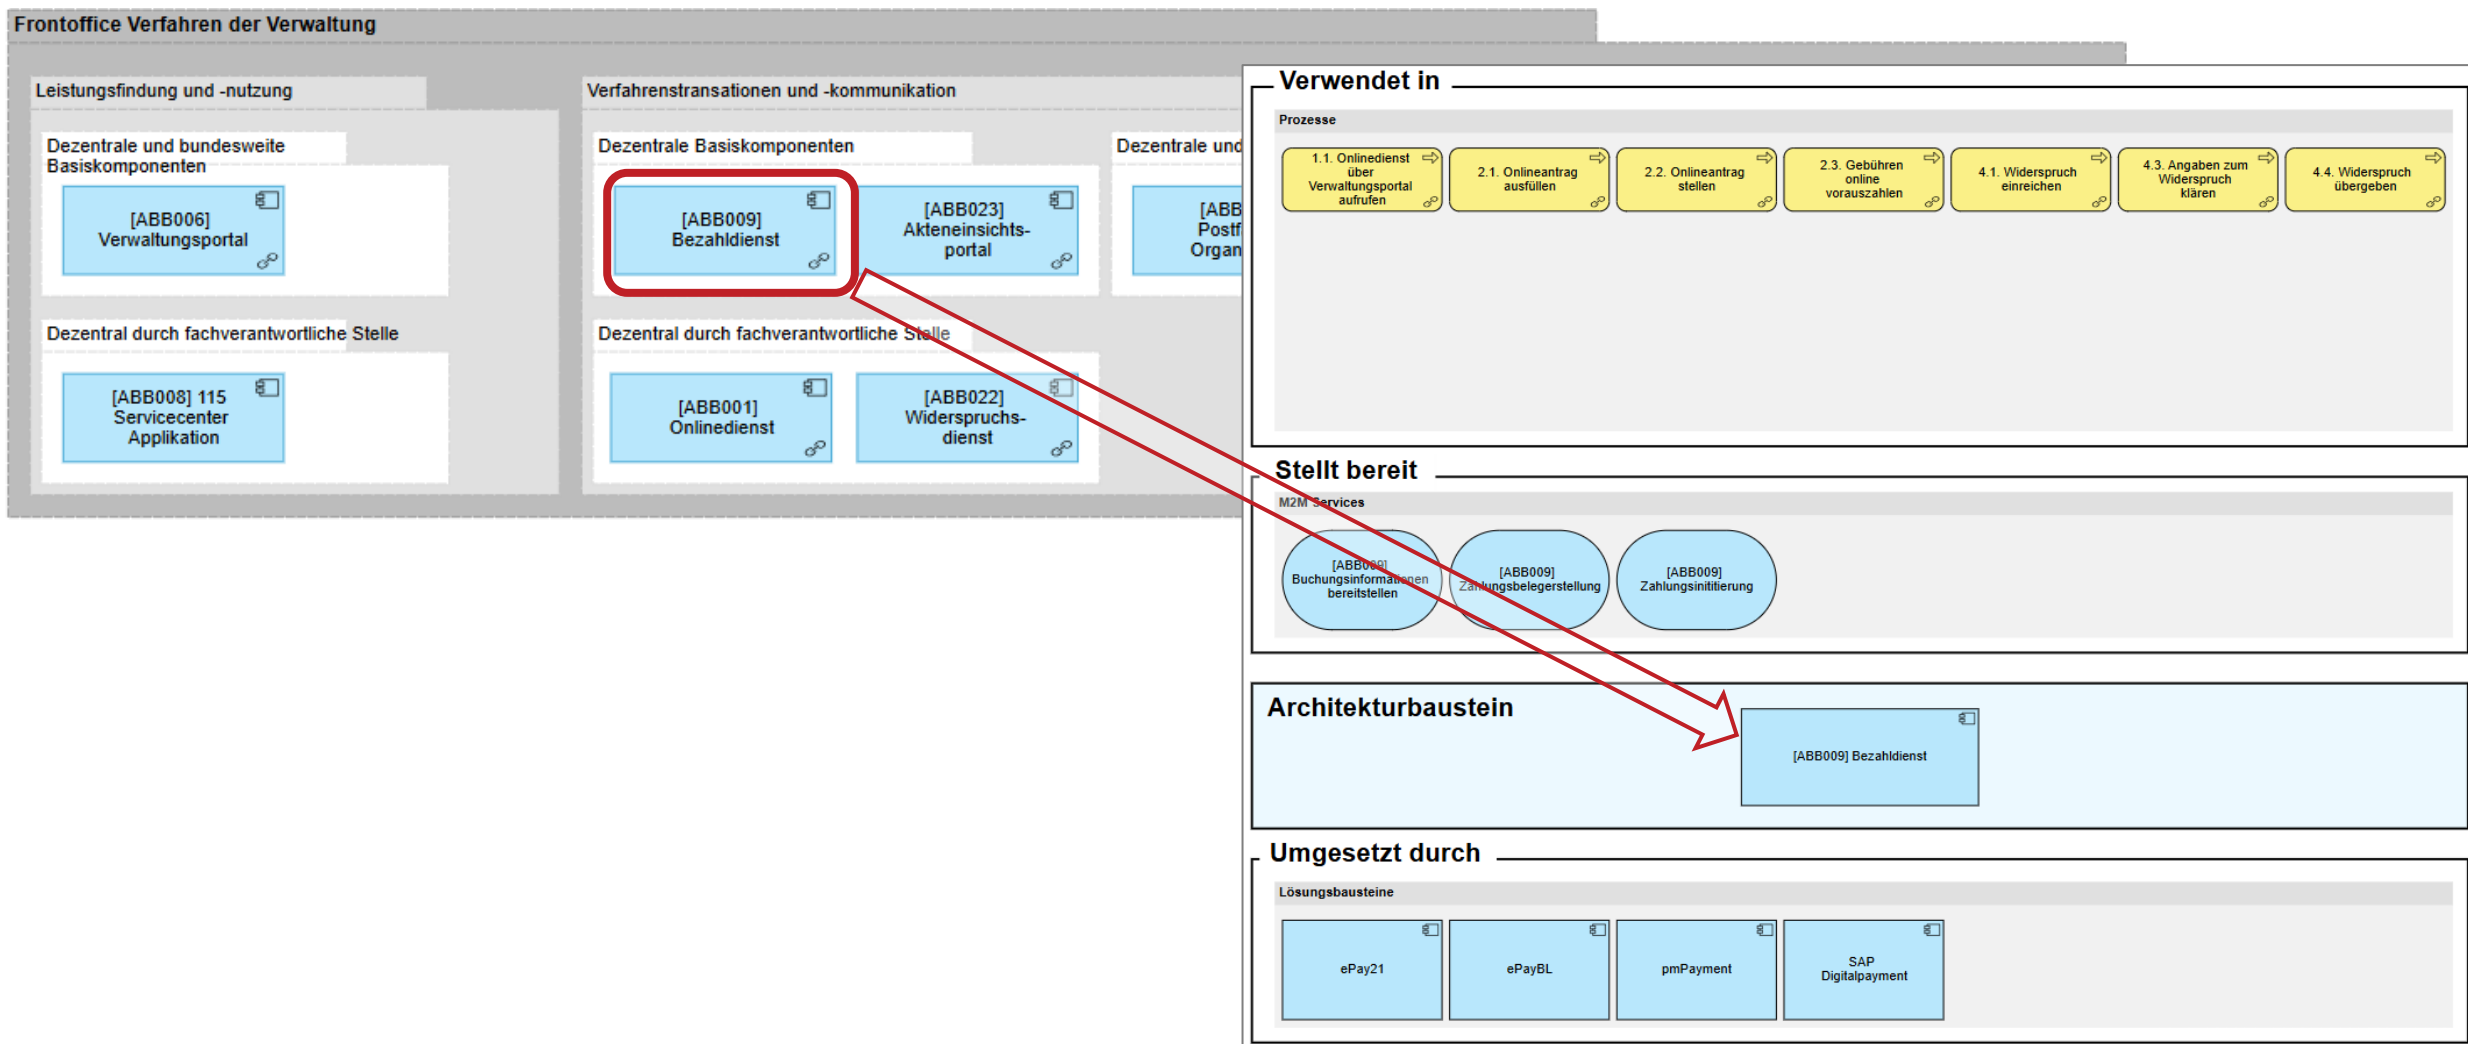 Frontoffice Verfahren der Verwaltung
Leistungsfindung und -nutzung
Dezentrale und bundesweite
Basiskomponenten
[ABB006]
Verwaltungsportal
Dezentral durch fachverantwortliche Stelle
[ABB008] 115
Servicecenter
Applikation
Verfahrenstransationen und -kommunikation
Dezentrale Basiskomponenten
[ABB009]
Bezahldienst
[ABB023]
Akteneinsichts-
portal
Dezentral durch fachverantwortliche Stelle
[ABB001]
Onlinedienst
[ABB022]
Widerspruchs-
dienst
Dezentrale und
[ABB
Postf
Organ
Verwendet in
Prozesse
1.1. Onlinedienst
über
Verwaltungsportal
aufrufen
2.1. Onlineantrag
ausfüllen
2.2. Onlineantrag
stellen
2.3. Gebühren
online
vorauszahlen
4.1. Widerspruch
einreichen
4.3. Angaben zum
Widerspruch
klären
4.4. Widerspruch
übergeben
Stellt bereit
M2M Services
[ABB009]
Buchungsinformationen
bereitstellen
[ABB009]
Zahlungsbelegerstellung
[ABB009]
Zahlungsinititierung
Architekturbaustein
[ABB009] Bezahldienst
Umgesetzt durch
Lösungsbausteine
ePay21
ePayBL
pmPayment
SAP
Digitalpayment